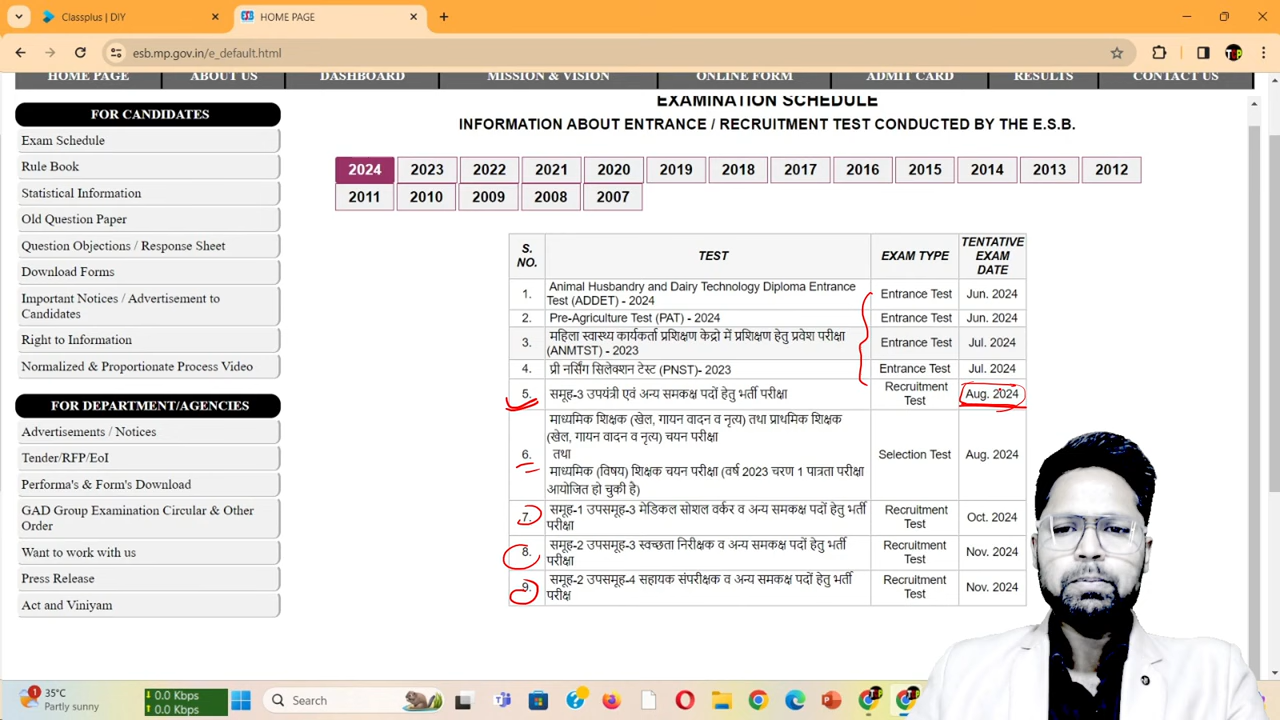 Classplus | DIY
HOME PAGE
esb.mp.gov.in/e_default.html
HOME PAGE
ABOUT US
DASHBOARD
MISSION & VISION
ONLINE FORM
ADMIT CARD
RESULTS
CONTACT US
FOR CANDIDATES
Exam Schedule
Rule Book
Statistical Information
Old Question Paper
Question Objections / Response Sheet
Download Forms
Important Notices / Advertisement to
Candidates
Right to Information
Normalized & Proportionate Process Video
FOR DEPARTMENT/AGENCIES
Advertisements / Notices
Tender/RFP/EoI
Performa's & Form's Download
GAD Group Examination Circular & Other
Order
Want to work with us
Press Release
Act and Viniyam
EXAMINATION SCHEDULE
INFORMATION ABOUT ENTRANCE / RECRUITMENT TEST CONDUCTED BY THE E.S.B.
2024 2023 2022 2021 2020 2019 2018 2017 2016 2015 2014 2013 2012
2011 2010 2009 2008 2007
S.
NO.
TEST
EXAM TYPE
TENTATIVE
EXAM
DATE
1.
Animal Husbandry and Dairy Technology Diploma Entrance
Test (ADDET) - 2024
Entrance Test
Jun. 2024
2.
Pre-Agriculture Test (PAT) - 2024
Entrance Test
Jun. 2024
3.
महिला स्वास्थ्य कार्यकर्ता प्रशिक्षण केद्रो में प्रशिक्षण हेतु प्रवेश परीक्षा
(ANMTST) - 2023
Entrance Test
Jul. 2024
4.
प्री नर्सिंग सिलेक्शन टेस्ट (PNST)- 2023
Entrance Test
Jul. 2024
5.
समूह-3 उपयंत्री एवं अन्य समकक्ष पदों हेतु भर्ती परीक्षा
Recruitment
Test
Aug. 2024
6.
माध्यमिक शिक्षक (खेल, गायन वादन व नृत्य) तथा प्राथमिक शिक्षक
(खेल, गायन वादन व नृत्य) चयन परीक्षा
तथा
माध्यमिक (विषय) शिक्षक चयन परीक्षा (वर्ष 2023 चरण 1 पात्रता परीक्षा
आयोजित हो चुकी है)
Selection Test
Aug. 2024
7.
समूह-1 उपसमूह-3 मेडिकल सोशल वर्कर व अन्य समकक्ष पदों हेतु भर्ती
परीक्षा
Recruitment
Test
Oct. 2024
8.
समूह-2 उपसमूह-3 स्वच्छता निरीक्षक व अन्य समकक्ष पदों हेतु भर्ती
परीक्षा
Recruitment
Test
Nov. 2024
9.
समूह-2 उपसमूह-4 सहायक संपरीक्षक व अन्य समकक्ष पदों हेतु भर्ती
परीक्ष
Recruitment
Test
Nov. 2024
1
35°C
Partly sunny
0.0 Kbps
0.0 Kbps
Search